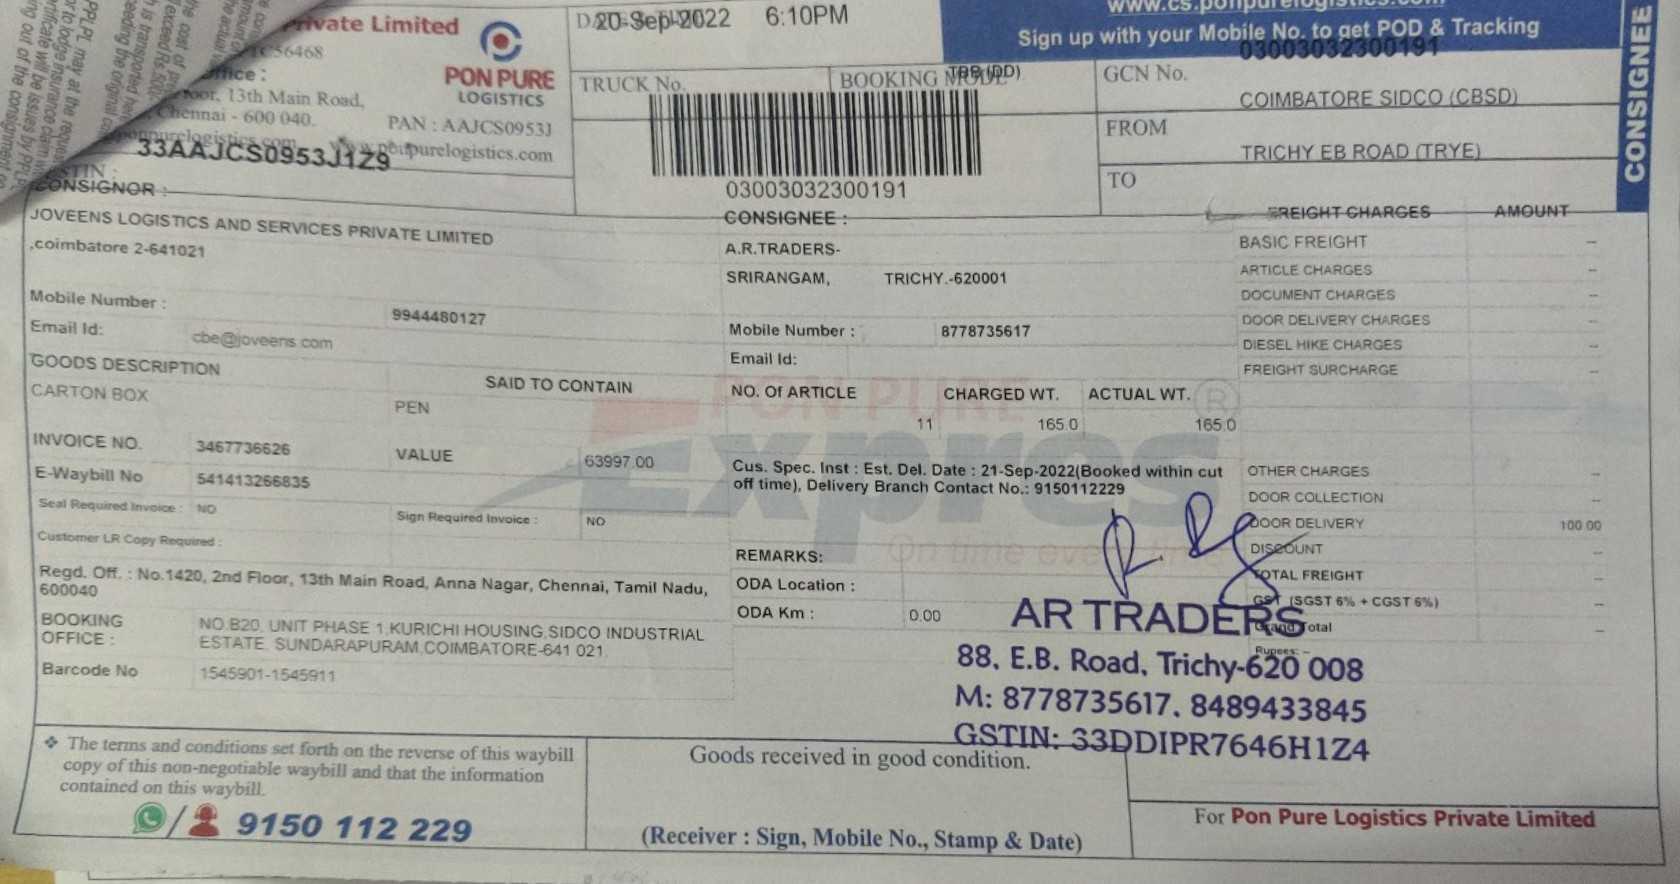 www.cs.ponpurelogistics.com
Sign up with your Mobile No. to get POD & Tracking
CONSIGNEE
Private Limited
PON PURE
LOGISTICS
20-Sep-2022 6:10PM
TRUCK No.
BOOKING MODE
TBB (DD)
03003032300191
GCN No.
COIMBATORE SIDCO (CBSD)
FROM
TRICHY EB ROAD (TRYE)
TO
56468
Office :
Floor, 13th Main Road,
Chennai - 600 040.
PAN : AAJCS0953J
ponpurelogistics.com www.ponpurelogistics.com
GSTIN :
33AAJCS0953J1Z9
03003032300191
CONSIGNOR :
JOVEENS LOGISTICS AND SERVICES PRIVATE LIMITED
,coimbatore 2-641021
Mobile Number : 9944480127
Email Id: cbe@joveens.com
CONSIGNEE :
A.R.TRADERS-
SRIRANGAM, TRICHY.-620001
Mobile Number : 8778735617
Email Id:
FREIGHT CHARGES AMOUNT
BASIC FREIGHT –
ARTICLE CHARGES –
DOCUMENT CHARGES –
DOOR DELIVERY CHARGES –
DIESEL HIKE CHARGES –
FREIGHT SURCHARGE –
GOODS DESCRIPTION SAID TO CONTAIN
CARTON BOX PEN
NO. Of ARTICLE CHARGED WT. ACTUAL WT.
11 165.0 165.0
PON PURE
Expres
On time every time
INVOICE NO. 3467736626 VALUE 63997.00
E-Waybill No 541413266835
Seal Required Invoice : NO Sign Required Invoice : NO
Customer LR Copy Required :
Cus. Spec. Inst : Est. Del. Date : 21-Sep-2022(Booked within cut
off time), Delivery Branch Contact No.: 9150112229
REMARKS:
ODA Location :
ODA Km : 0.00
OTHER CHARGES –
DOOR COLLECTION –
DOOR DELIVERY 100.00
DISCOUNT –
TOTAL FREIGHT –
GST (SGST 6% + CGST 6%) –
Grand Total –
Rupees: –
Regd. Off. : No.1420, 2nd Floor, 13th Main Road, Anna Nagar, Chennai, Tamil Nadu,
600040
BOOKING
OFFICE :
NO.B20, UNIT PHASE 1,KURICHI HOUSING,SIDCO INDUSTRIAL
ESTATE, SUNDARAPURAM,COIMBATORE-641 021.
Barcode No 1545901-1545911
AR TRADERS
88, E.B. Road, Trichy-620 008
M: 8778735617, 8489433845
GSTIN: 33DDIPR7646H1Z4
❖ The terms and conditions set forth on the reverse of this waybill
copy of this non-negotiable waybill and that the information
contained on this waybill.
9150 112 229
Goods received in good condition.
(Receiver : Sign, Mobile No., Stamp & Date)
For Pon Pure Logistics Private Limited